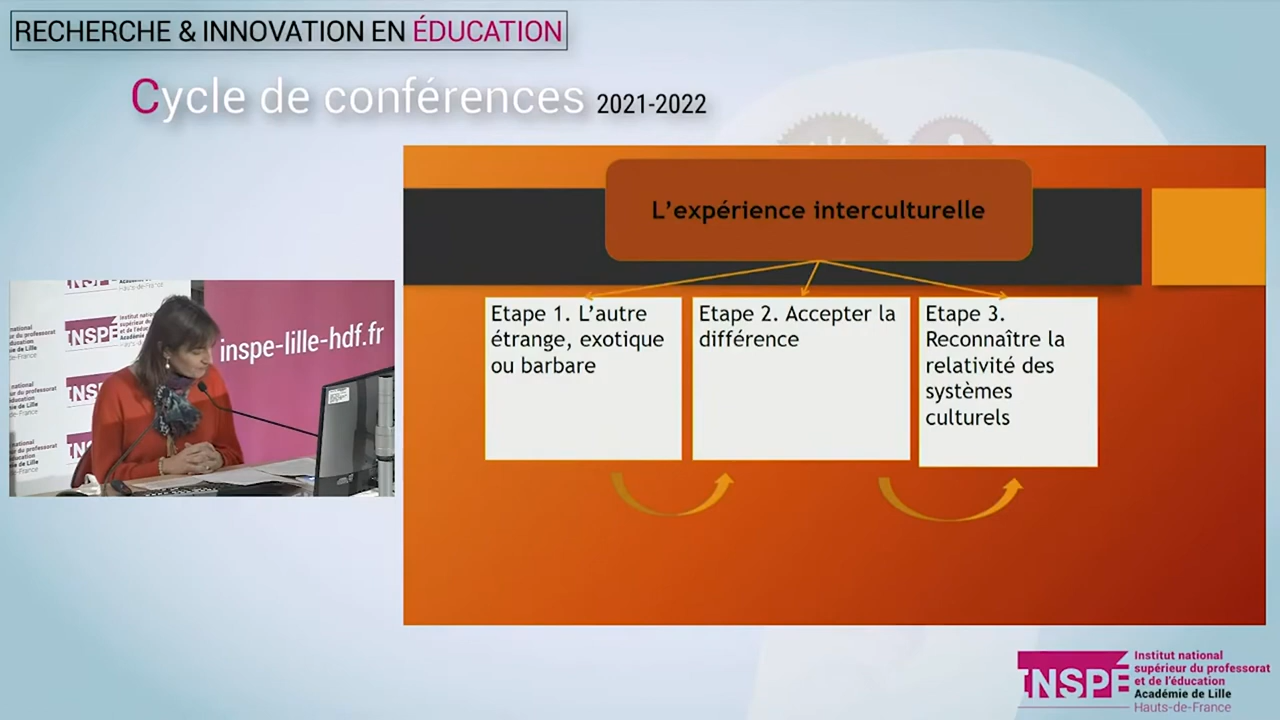 RECHERCHE & INNOVATION EN ÉDUCATION
Cycle de conférences 2021-2022
L'expérience interculturelle
Etape 1. L'autre
étrange, exotique
ou barbare
Etape 2. Accepter la
différence
Etape 3.
Reconnaître la
relativité des
systèmes
culturels
INSPÉ
inspe-lille-hdf.fr
INSPÉ
Institut national
supérieur du professorat
et de l'éducation
Académie de Lille
Hauts-de-France